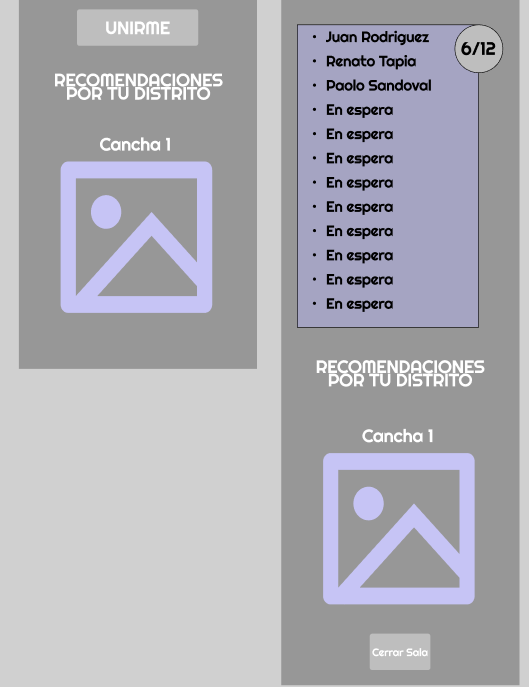 UNIRME
RECOMENDACIONES
POR TU DISTRITO
Cancha 1
6/12
• Juan Rodriguez
• Renato Tapia
• Paolo Sandoval
• En espera
• En espera
• En espera
• En espera
• En espera
• En espera
• En espera
• En espera
• En espera
RECOMENDACIONES
POR TU DISTRITO
Cancha 1
Cerrar Sala